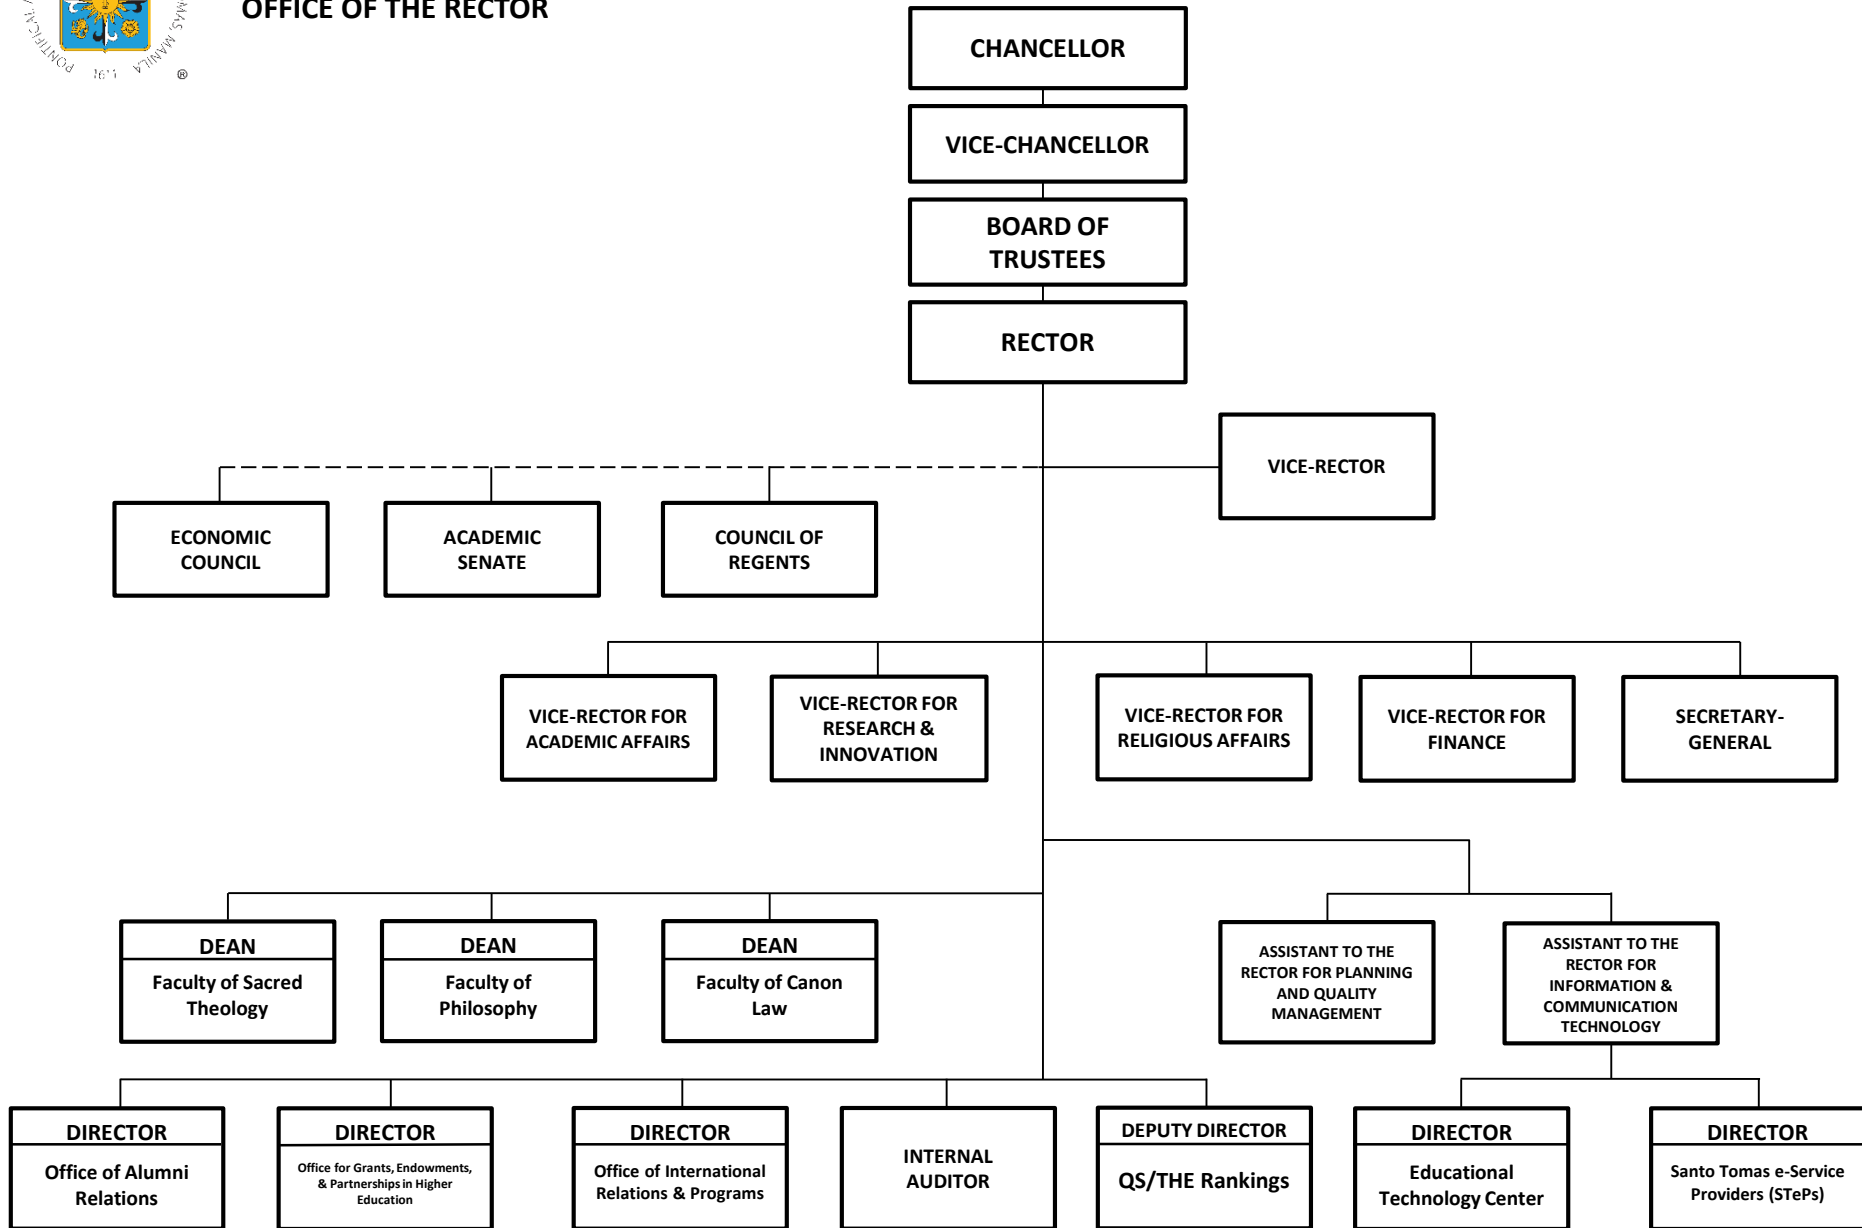 OFFICE OF THE RECTOR
PONTIFICAL
MAS, MANILA
1611
®
CHANCELLOR
VICE-CHANCELLOR
BOARD OF
TRUSTEES
RECTOR
VICE-RECTOR
ECONOMIC
COUNCIL
ACADEMIC
SENATE
COUNCIL OF
REGENTS
VICE-RECTOR FOR
ACADEMIC AFFAIRS
VICE-RECTOR FOR
RESEARCH &
INNOVATION
VICE-RECTOR FOR
RELIGIOUS AFFAIRS
VICE-RECTOR FOR
FINANCE
SECRETARY-
GENERAL
DEAN
Faculty of Sacred
Theology
DEAN
Faculty of
Philosophy
DEAN
Faculty of Canon
Law
ASSISTANT TO THE
RECTOR FOR PLANNING
AND QUALITY
MANAGEMENT
ASSISTANT TO THE
RECTOR FOR
INFORMATION &
COMMUNICATION
TECHNOLOGY
DIRECTOR
Office of Alumni
Relations
DIRECTOR
Office for Grants, Endowments,
& Partnerships in Higher
Education
DIRECTOR
Office of International
Relations & Programs
INTERNAL
AUDITOR
DEPUTY DIRECTOR
QS/THE Rankings
DIRECTOR
Educational
Technology Center
DIRECTOR
Santo Tomas e-Service
Providers (STePs)